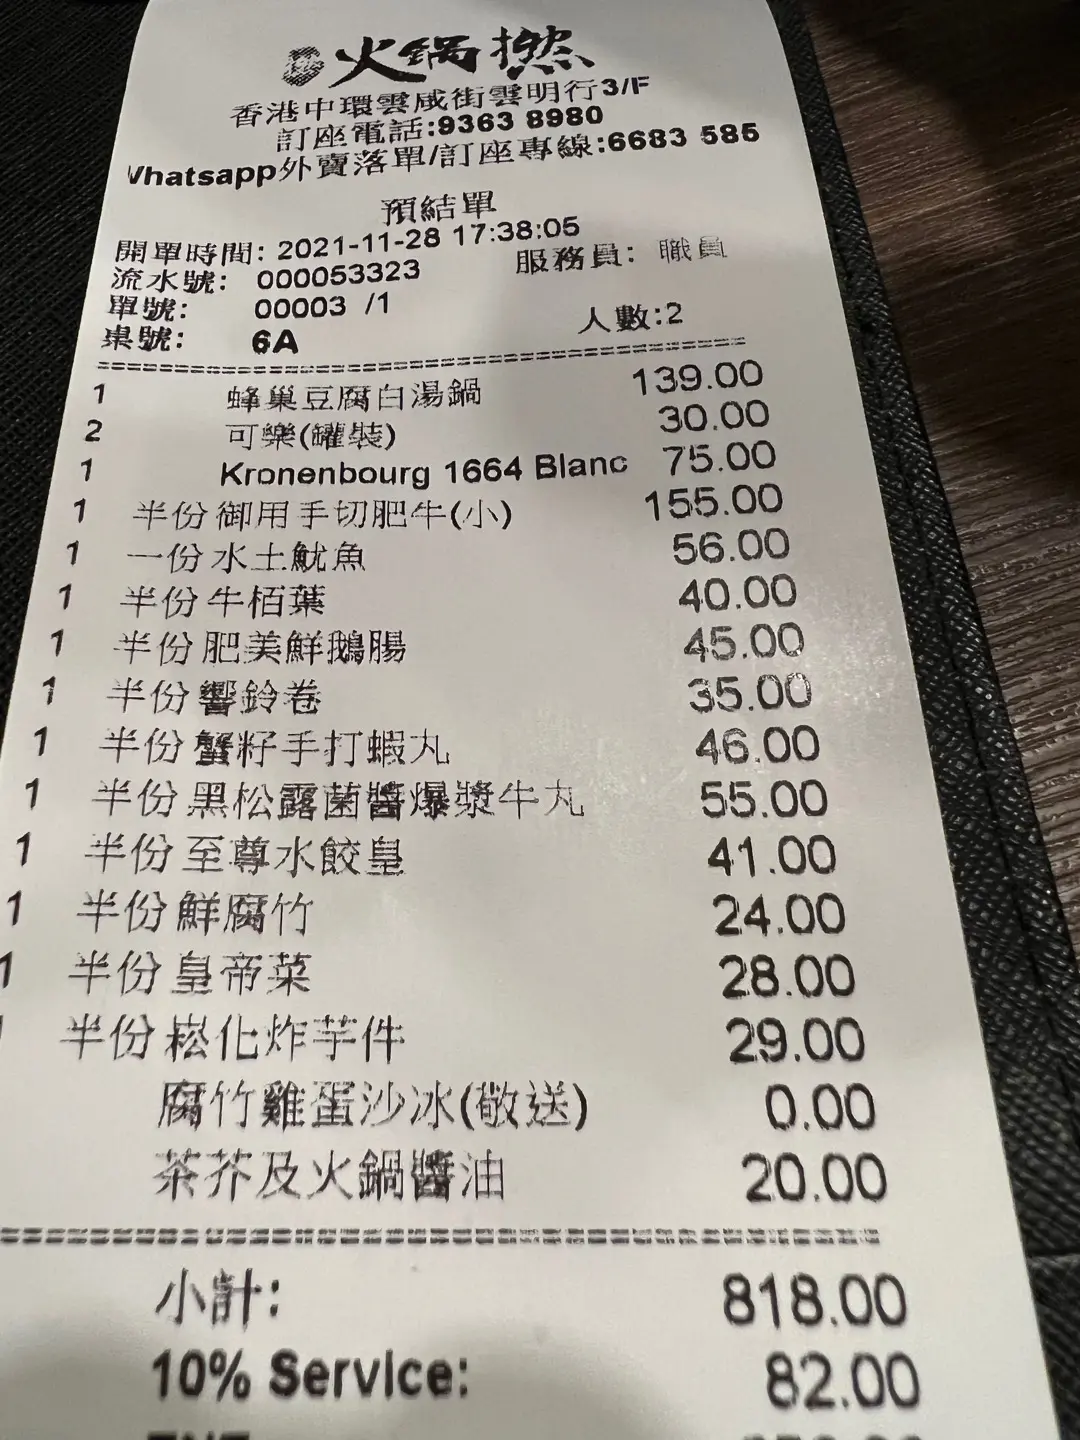 火鍋撚
香港中環雲咸街雲明行3/F
訂座電話:9363 8980
Whatsapp外賣落單/訂座專線:6683 585
預結單
開單時間: 2021-11-28 17:38:05
流水號: 000053323 服務員: 職員
單號: 00003 /1
桌號: 6A 人數:2
1 蜂巢豆腐白湯鍋 139.00
2 可樂(罐裝) 30.00
1 Kronenbourg 1664 Blanc 75.00
1 半份 御用手切肥牛(小) 155.00
1 一份 水土魷魚 56.00
1 半份 牛栢葉 40.00
1 半份 肥美鮮鵝腸 45.00
1 半份 響鈴卷 35.00
1 半份 蟹籽手打蝦丸 46.00
1 半份 黑松露菌醬爆漿牛丸 55.00
1 半份 至尊水餃皇 41.00
1 半份 鮮腐竹 24.00
1 半份 皇帝菜 28.00
半份 崧化炸芋件 29.00
腐竹雞蛋沙冰(敬送) 0.00
茶芥及火鍋醬油 20.00
小計: 818.00
10% Service: 82.00